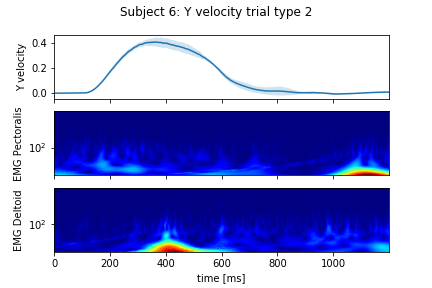 Subject 6: Y velocity trial type 2
Y velocity
0.4
0.2
0.0
EMG Pectoralis
10²
EMG Deltoid
10²
0 200 400 600 800 1000
time [ms]